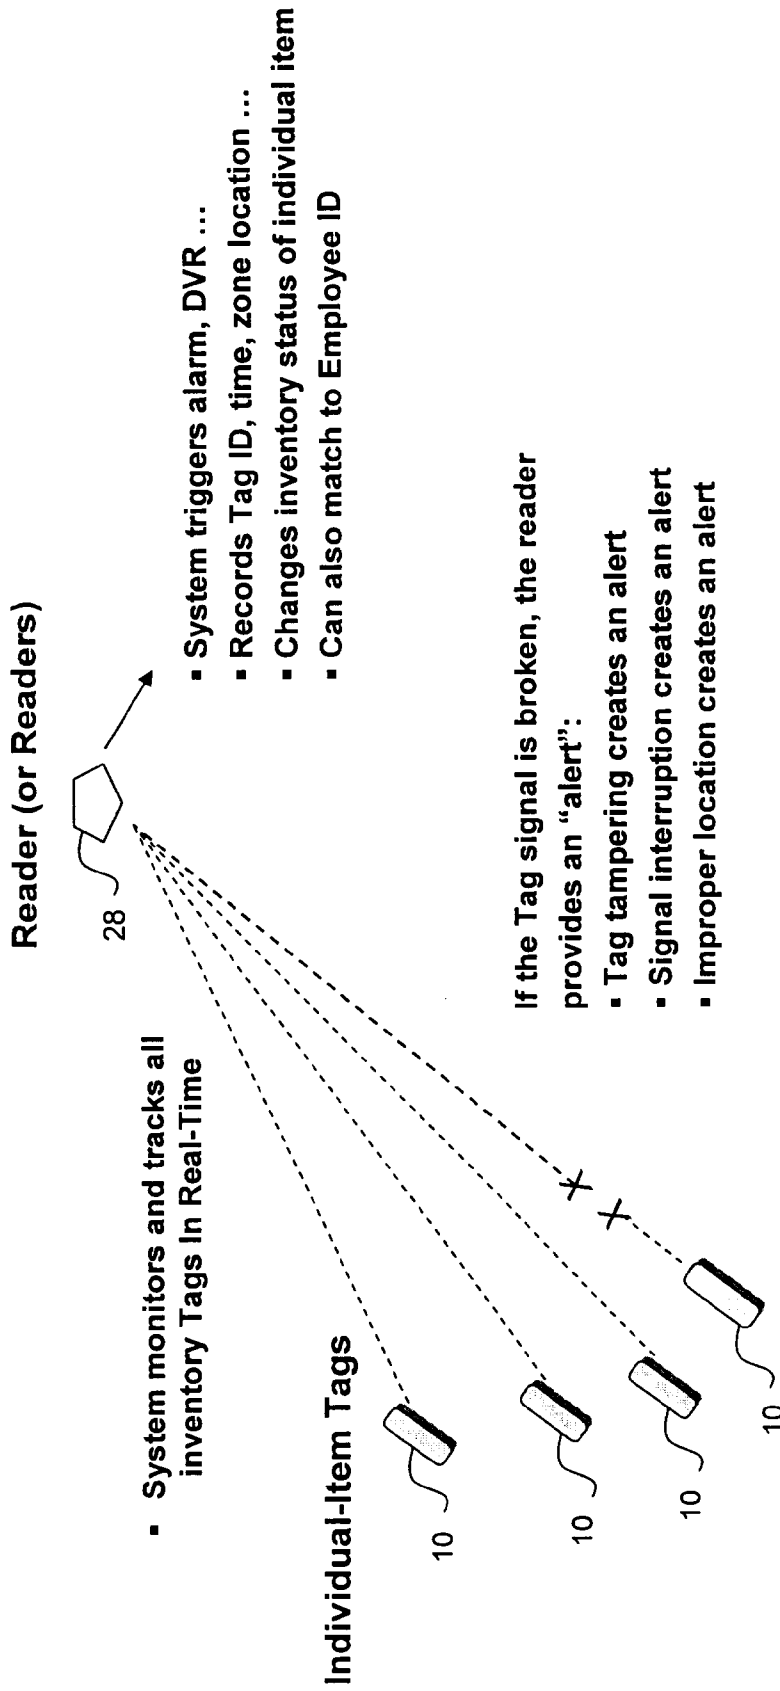 Reader (or Readers)
28
▪ System monitors and tracks all
inventory Tags In Real-Time
▪ System triggers alarm, DVR ...
▪ Records Tag ID, time, zone location ...
▪ Changes inventory status of individual item
▪ Can also match to Employee ID
Individual-Item Tags
10
10
10
10
If the Tag signal is broken, the reader
provides an “alert”:
▪ Tag tampering creates an alert
▪ Signal interruption creates an alert
▪ Improper location creates an alert